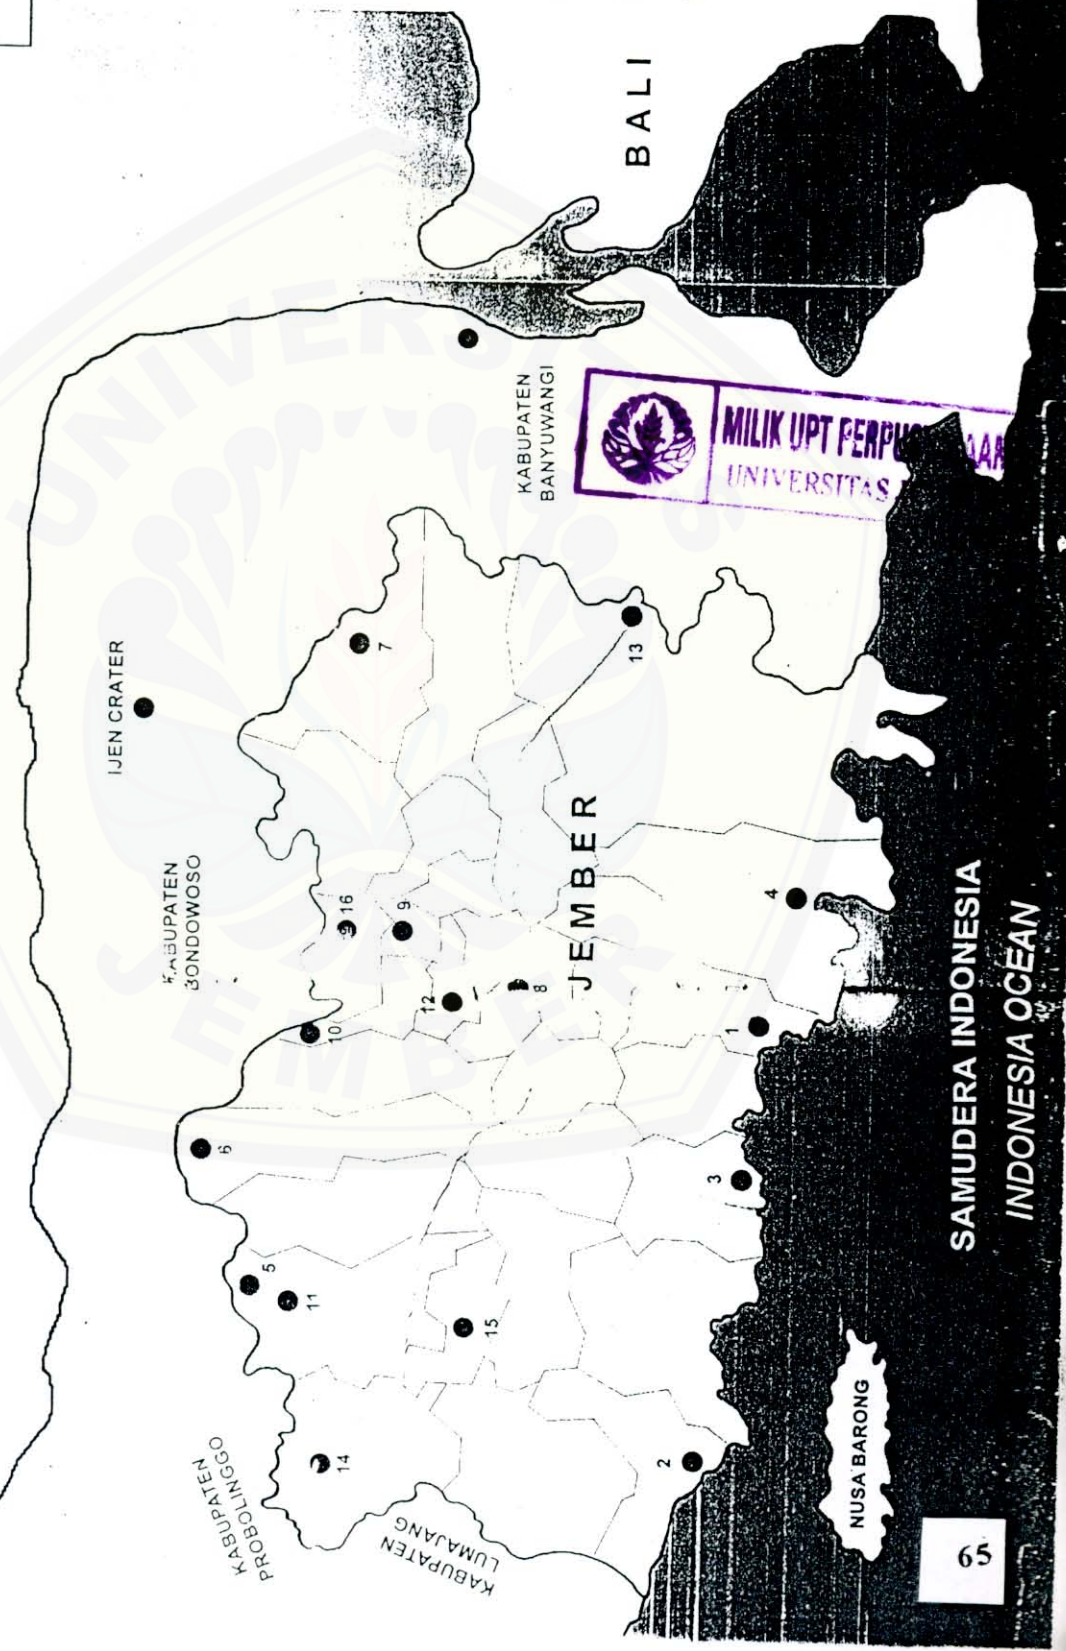 KABUPATEN
PROBOLINGGO
KABUPATEN
LUMAJANG
14
5
11
6
15
10
12
8
9
16
7
13
2
3
1
4
KABUPATEN
BONDOWOSO
IJEN CRATER
JEMBER
KABUPATEN
BANYUWANGI
BALI
NUSA BARONG
SAMUDERA INDONESIA
INDONESIA OCEAN
65
MILIK UPT
UNIVERSITAS
UNIVERSITAS
JEMBER